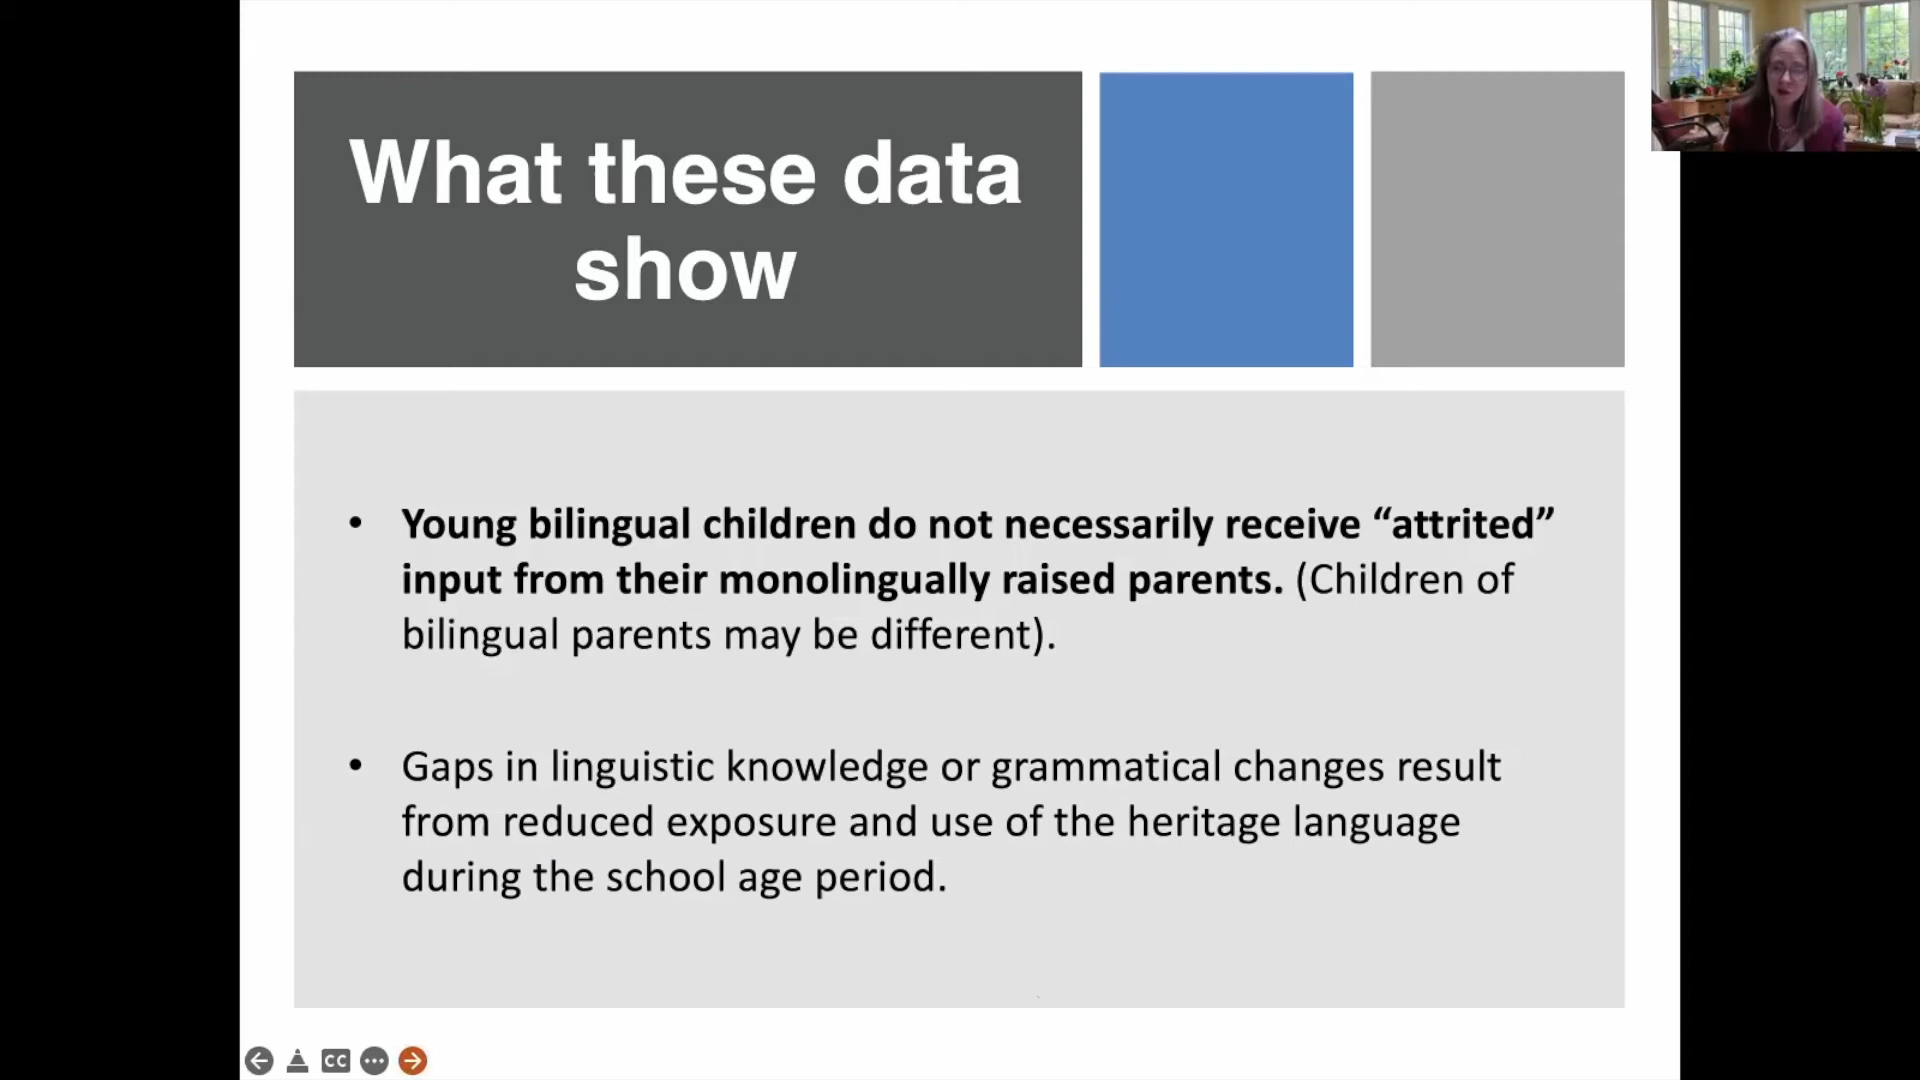 What these data
show
• Young bilingual children do not necessarily receive “attrited”
input from their monolingually raised parents. (Children of
bilingual parents may be different).
• Gaps in linguistic knowledge or grammatical changes result
from reduced exposure and use of the heritage language
during the school age period.
CC